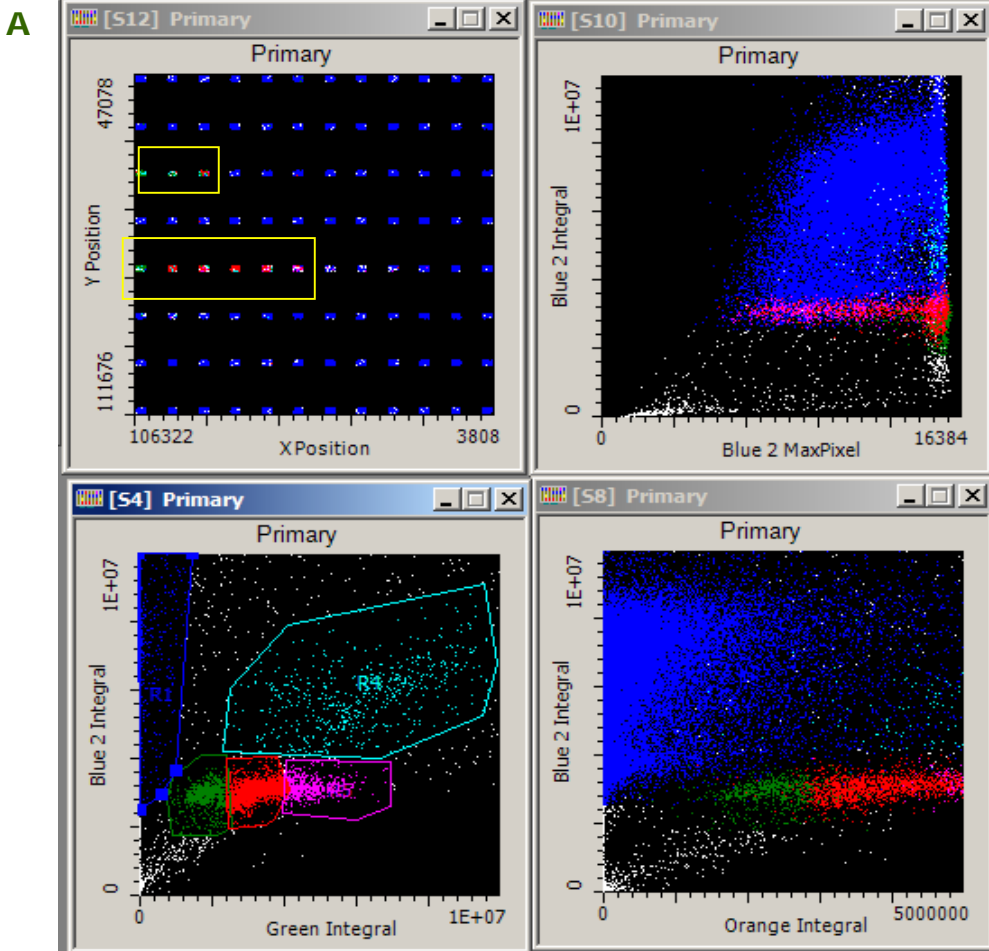 A
[S12] Primary
Primary
47078
Y Position
111676
106322
3808
X Position
[S10] Primary
Primary
1E+07
Blue 2 Integral
0
0
16384
Blue 2 MaxPixel
[S4] Primary
Primary
1E+07
Blue 2 Integral
0
R1
R4
0
1E+07
Green Integral
[S8] Primary
Primary
1E+07
Blue 2 Integral
0
0
5000000
Orange Integral